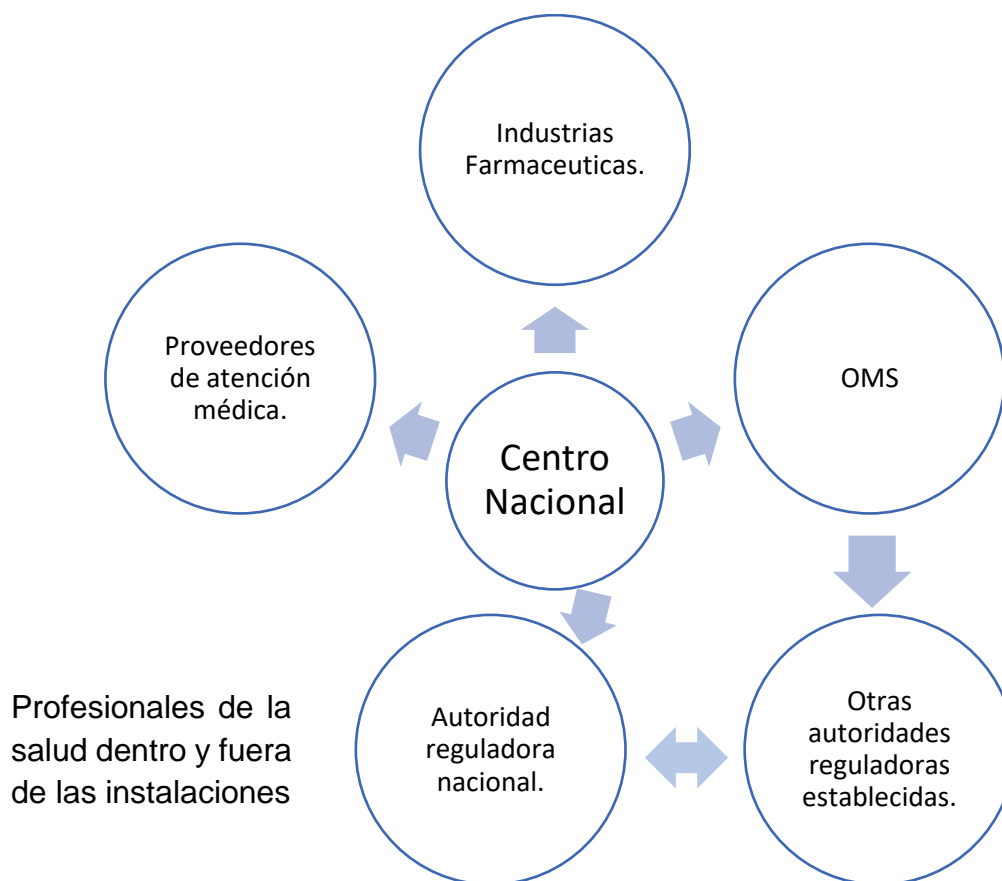 Industrias
Farmaceuticas.
Proveedores
de atención
médica.
OMS
Centro
Nacional
Profesionales de la
salud dentro y fuera
de las instalaciones
Autoridad
reguladora
nacional.
Otras
autoridades
reguladoras
establecidas.